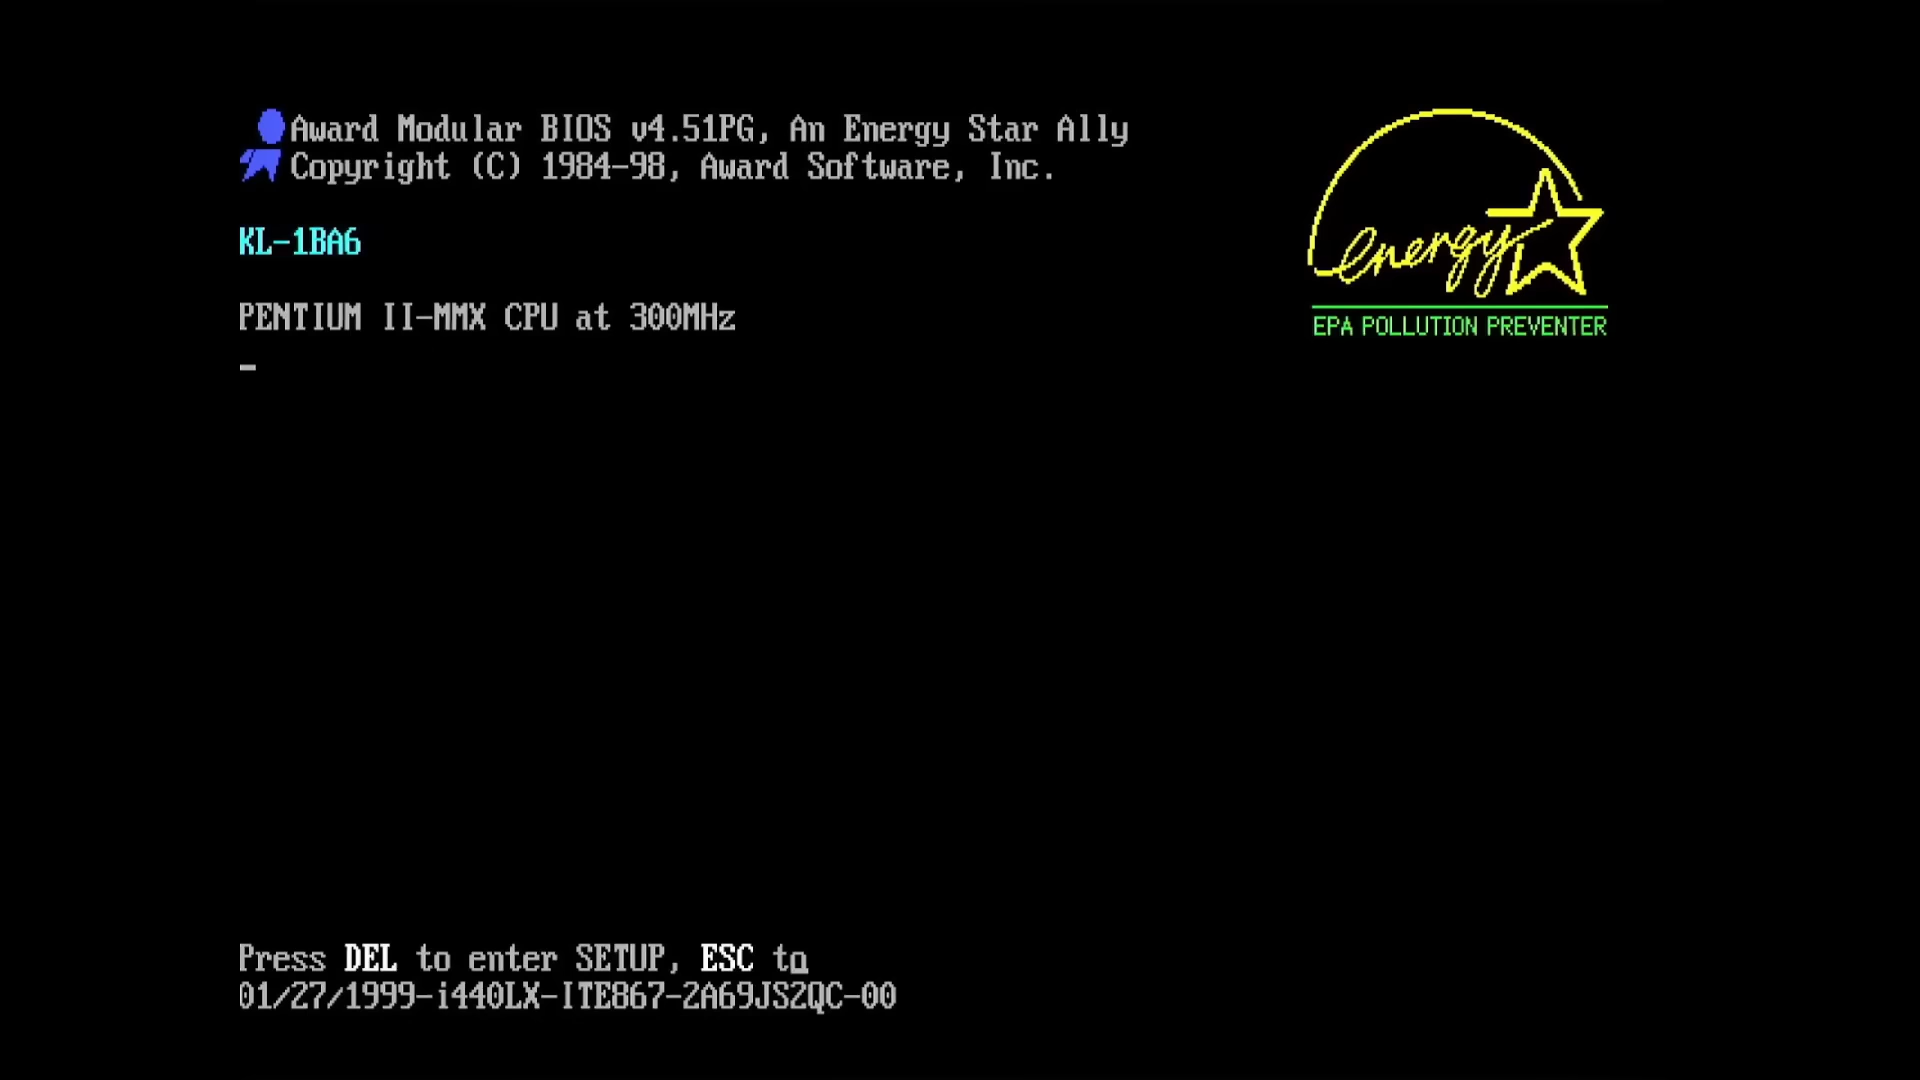 Award Modular BIOS v4.51PG, An Energy Star Ally
Copyright (C) 1984-98, Award Software, Inc.
energy
EPA POLLUTION PREVENTER
KL-1BA6
PENTIUM II-MMX CPU at 300MHz
Press DEL to enter SETUP, ESC to
01/27/1999-i440LX-ITE867-2A69JS2QC-00